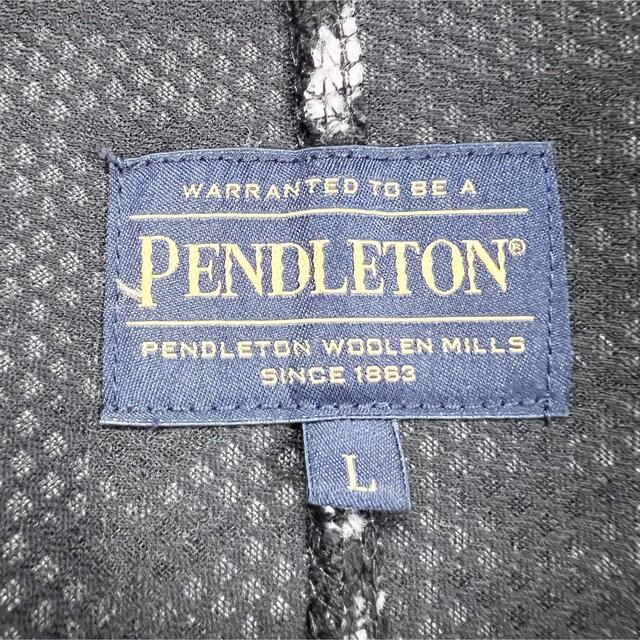 WARRANTED TO BE A
PENDLETON®
PENDLETON WOOLEN MILLS
SINCE 1863
L